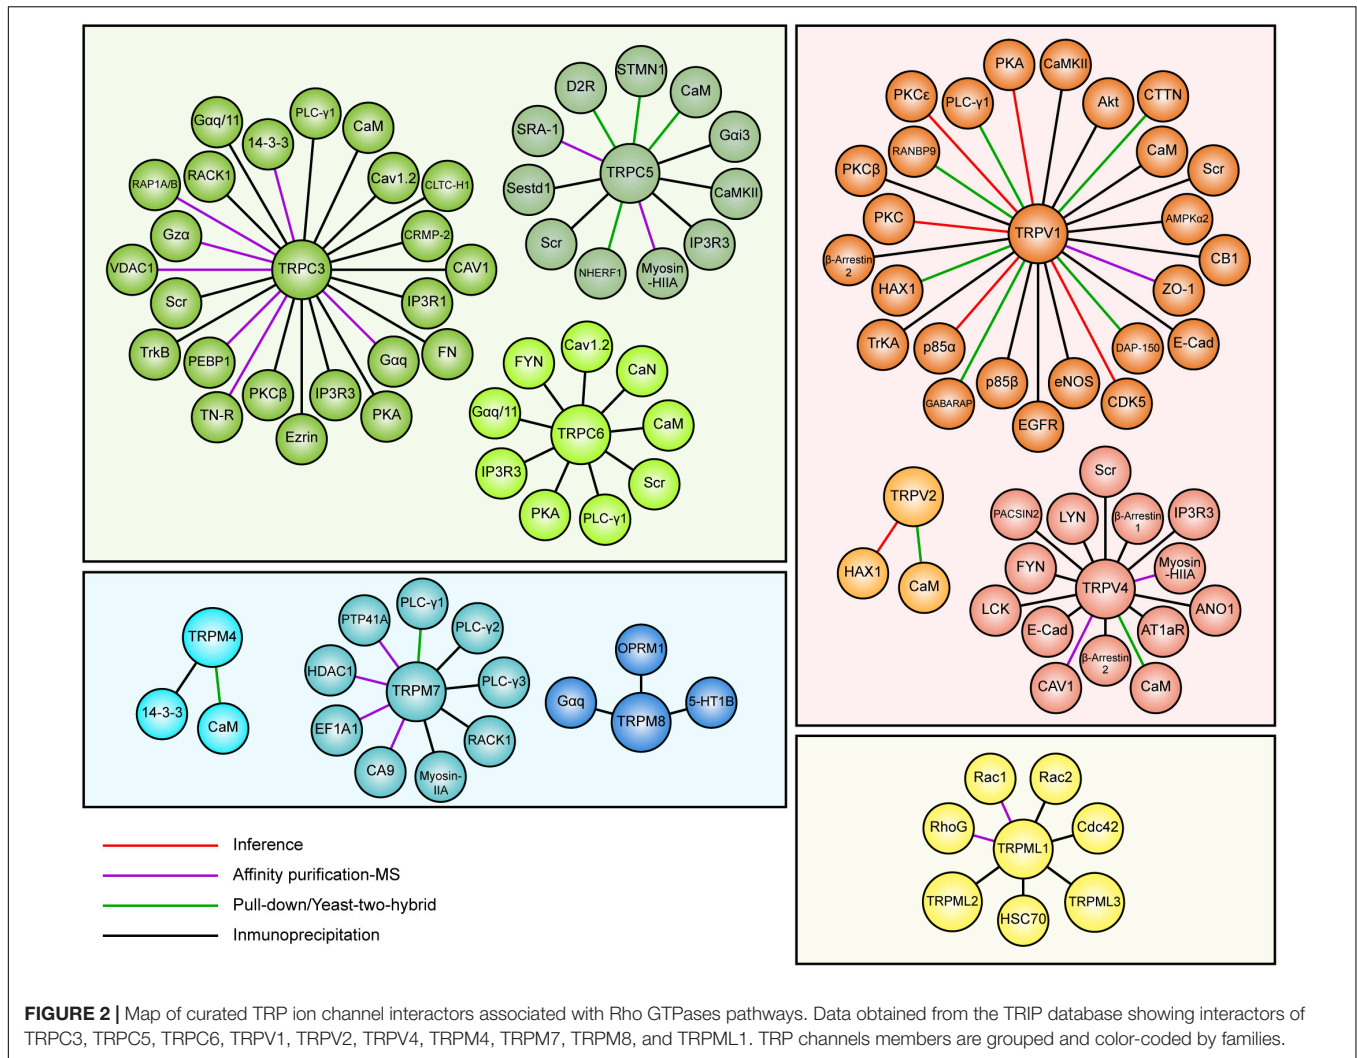 Gαq/11
PLC-γ1
14-3-3
CaM
RAP1A/B
RACK1
Cav1.2
CLTC-H1
Gzα
CRMP-2
VDAC1
TRPC3
CAV1
Scr
IP3R1
TrkB
PEBP1
Gαq
FN
TN-R
PKCβ
IP3R3
PKA
Ezrin
D2R
STMN1
CaM
SRA-1
Gαi3
TRPC5
Sestd1
CaMKII
Scr
IP3R3
NHERF1
Myosin
-HIIA
FYN
Cav1.2
CaN
Gαq/11
CaM
TRPC6
IP3R3
Scr
PKA
PLC-γ1
PKCε
PLC-γ1
PKA
CaMKII
Akt
CTTN
RANBP9
CaM
PKCβ
Scr
PKC
AMPKα2
TRPV1
β-Arrestin
2
CB1
HAX1
ZO-1
TrKA
p85α
DAP-150
E-Cad
GABARAP
p85β
eNOS
CDK5
EGFR
TRPV2
HAX1
CaM
Scr
PACSIN2
LYN
β-Arrestin
1
IP3R3
FYN
Myosin
-HIIA
TRPV4
LCK
ANO1
E-Cad
AT1aR
β-Arrestin
2
CAV1
CaM
TRPM4
14-3-3
CaM
PTP41A
PLC-γ1
PLC-γ2
HDAC1
PLC-γ3
TRPM7
EF1A1
RACK1
CA9
Myosin-
IIA
OPRM1
Gαq
5-HT1B
TRPM8
Rac1
Rac2
RhoG
Cdc42
TRPML1
TRPML2
TRPML3
HSC70
Inference
Affinity purification-MS
Pull-down/Yeast-two-hybrid
Inmunoprecipitation
FIGURE 2 | Map of curated TRP ion channel interactors associated with Rho GTPases pathways. Data obtained from the TRIP database showing interactors of
TRPC3, TRPC5, TRPC6, TRPV1, TRPV2, TRPV4, TRPM4, TRPM7, TRPM8, and TRPML1. TRP channels members are grouped and color-coded by families.